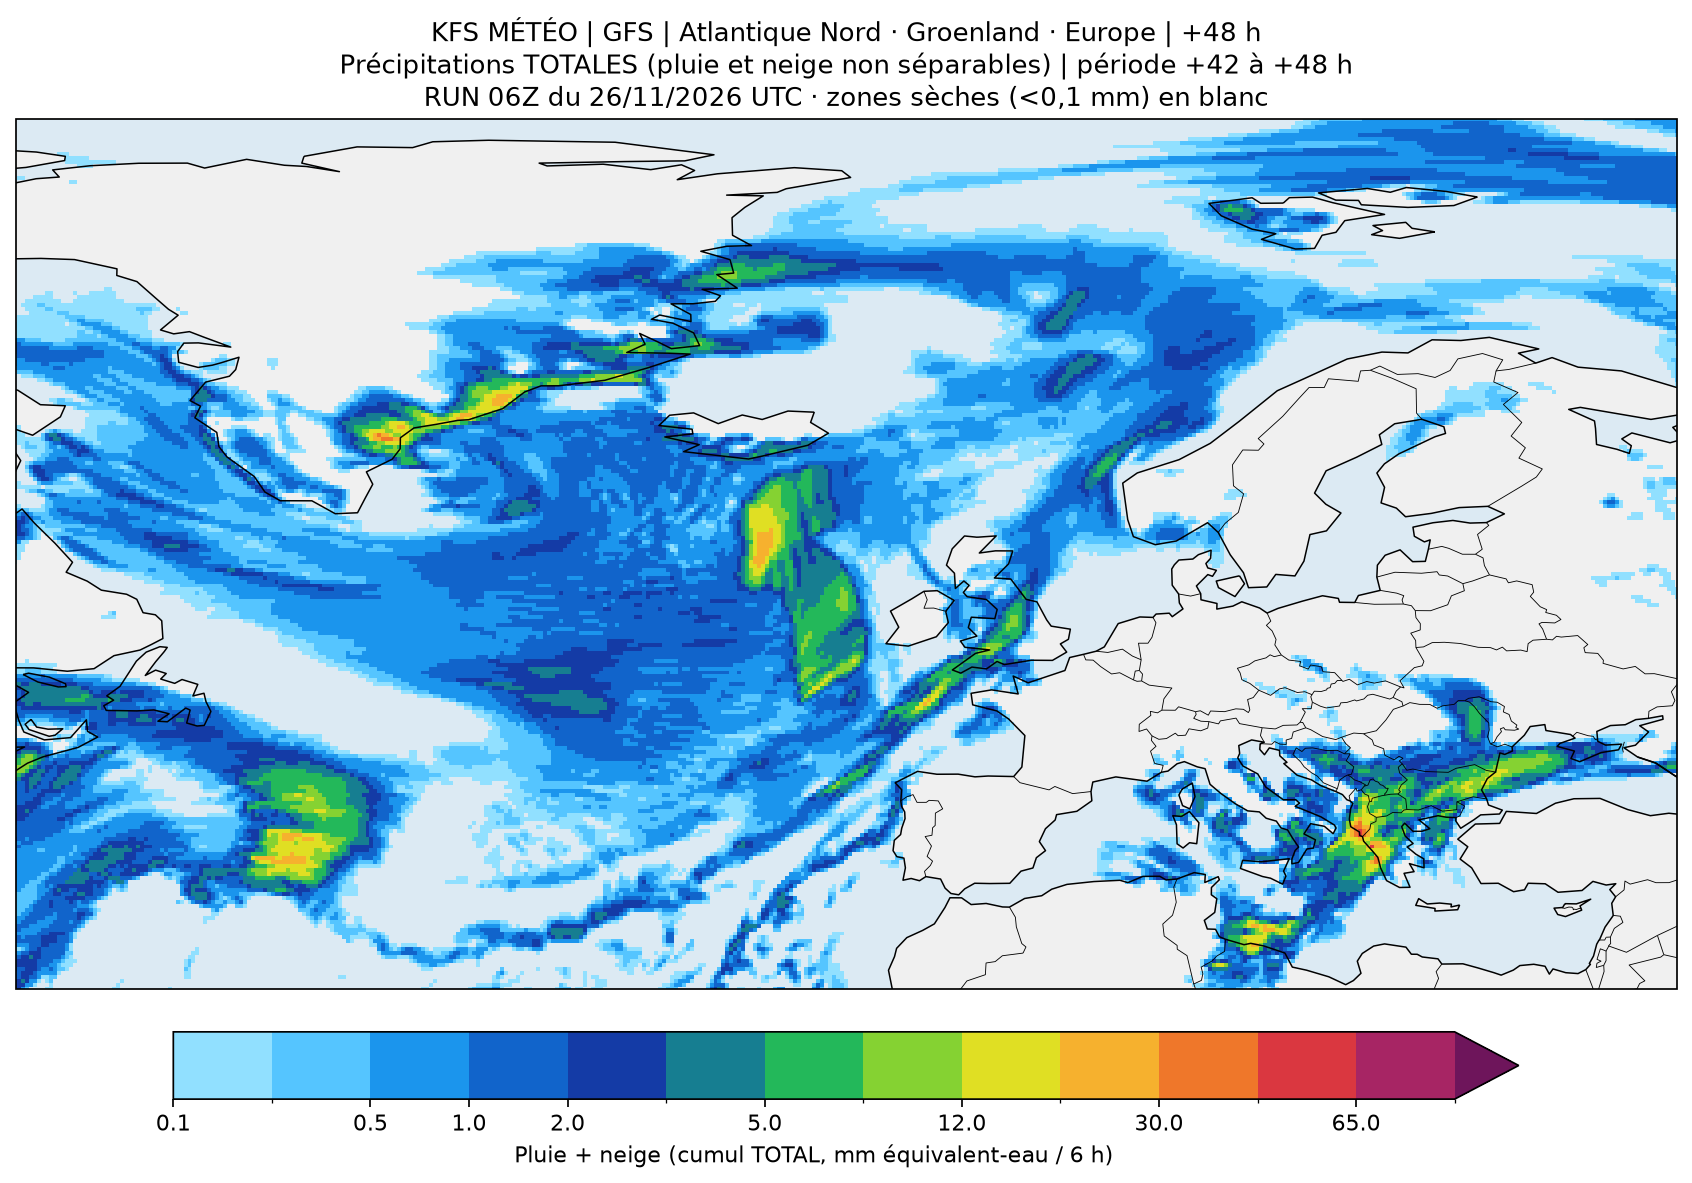 KFS MÉTÉO | GFS | Atlantique Nord · Groenland · Europe | +48 h
Précipitations TOTALES (pluie et neige non séparables) | période +42 à +48 h
RUN 06Z du 26/11/2026 UTC · zones sèches (<0,1 mm) en blanc
0.1 0.5 1.0 2.0 5.0 12.0 30.0 65.0
Pluie + neige (cumul TOTAL, mm équivalent-eau / 6 h)